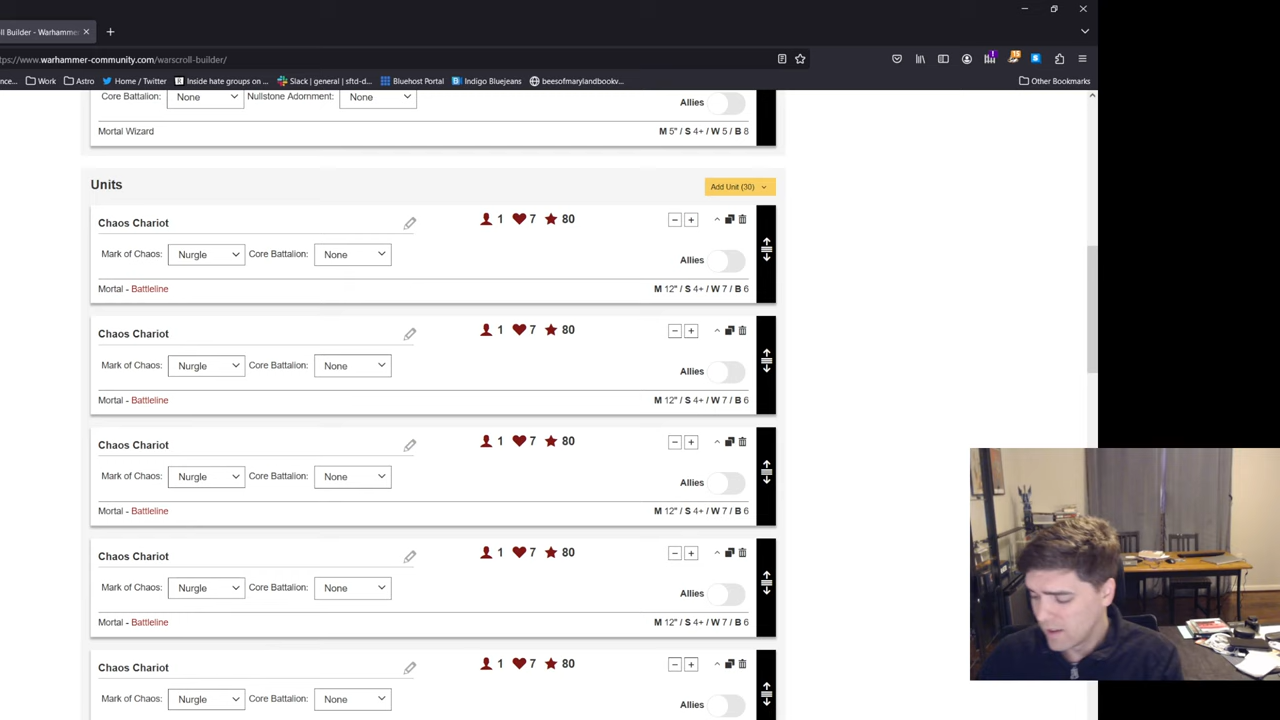 ll Builder - Warhamme
ttps://www.warhammer-community.com/warscroll-builder/
1
15
nce... Work Astro Home / Twitter Inside hate groups on ... Slack | general | sftd-d... Bluehost Portal Indigo Bluejeans beesofmarylandbookv... Other Bookmarks
Core Battalion: None Nullstone Adornment: None Allies
Mortal Wizard M 5" / S 4+ / W 5 / B 8
Units Add Unit (30)
Chaos Chariot 1 7 80
Mark of Chaos: Nurgle Core Battalion: None Allies
Mortal - Battleline M 12" / S 4+ / W 7 / B 6
Chaos Chariot 1 7 80
Mark of Chaos: Nurgle Core Battalion: None Allies
Mortal - Battleline M 12" / S 4+ / W 7 / B 6
Chaos Chariot 1 7 80
Mark of Chaos: Nurgle Core Battalion: None Allies
Mortal - Battleline M 12" / S 4+ / W 7 / B 6
Chaos Chariot 1 7 80
Mark of Chaos: Nurgle Core Battalion: None Allies
Mortal - Battleline M 12" / S 4+ / W 7 / B 6
Chaos Chariot 1 7 80
Mark of Chaos: Nurgle Core Battalion: None Allies